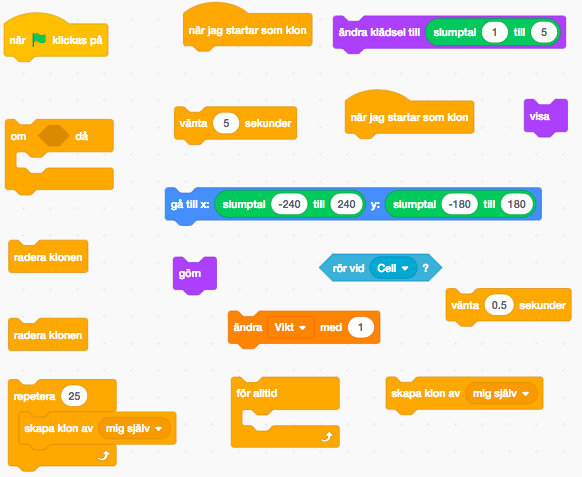 när klickas på
när jag startar som klon
ändra klädsel till slumptal 1 till 5
om då
vänta 5 sekunder
när jag startar som klon
visa
gå till x: slumptal -240 till 240 y: slumptal -180 till 180
radera klonen
göm
rör vid Cell ?
vänta 0.5 sekunder
radera klonen
ändra Vikt med 1
repetera 25
skapa klon av mig själv
för alltid
skapa klon av mig själv